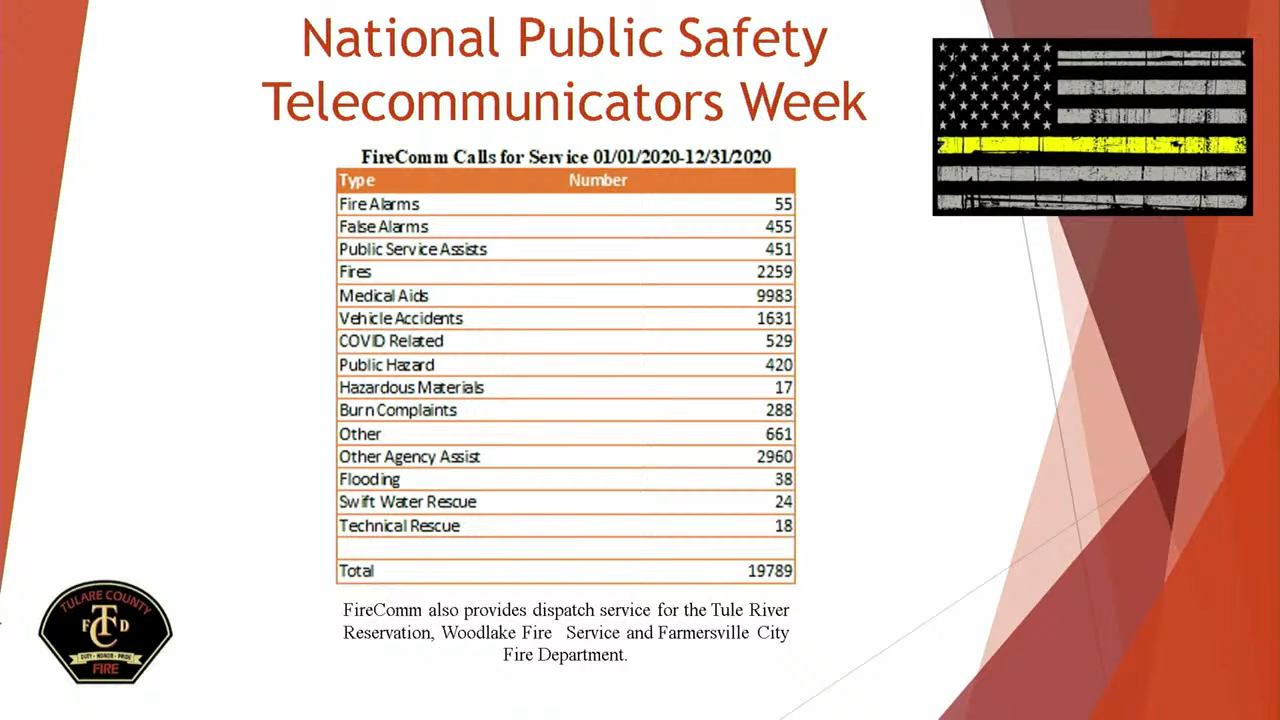 National Public Safety
Telecommunicators Week
FireComm Calls for Service 01/01/2020-12/31/2020
Type Number
Fire Alarms 55
False Alarms 455
Public Service Assists 451
Fires 2259
Medical Aids 9983
Vehicle Accidents 1631
COVID Related 529
Public Hazard 420
Hazardous Materials 17
Burn Complaints 288
Other 661
Other Agency Assist 2960
Flooding 38
Swift Water Rescue 24
Technical Rescue 18
Total 19789
FireComm also provides dispatch service for the Tule River
Reservation, Woodlake Fire Service and Farmersville City
Fire Department.
TULARE COUNTY
T
F C D
DUTY - HONOR - PRIDE
FIRE